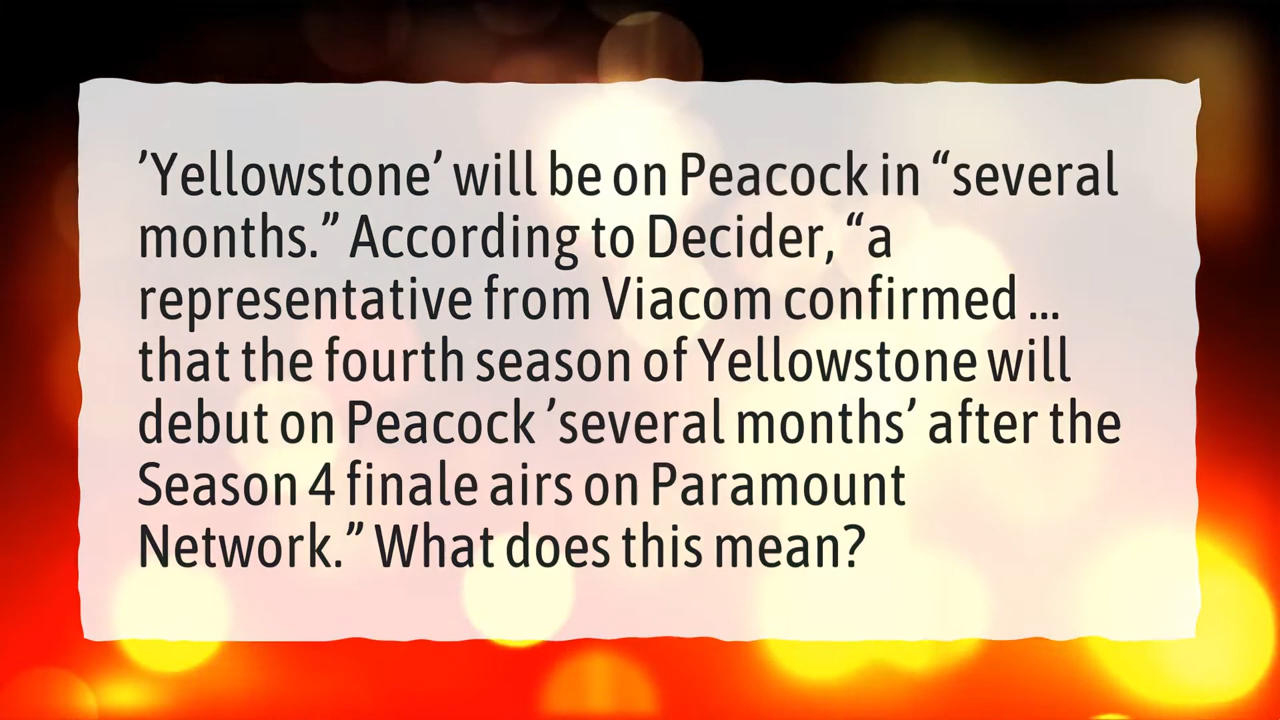 ’Yellowstone’ will be on Peacock in “several
months.” According to Decider, “a
representative from Viacom confirmed ...
that the fourth season of Yellowstone will
debut on Peacock ’several months’ after the
Season 4 finale airs on Paramount
Network.” What does this mean?